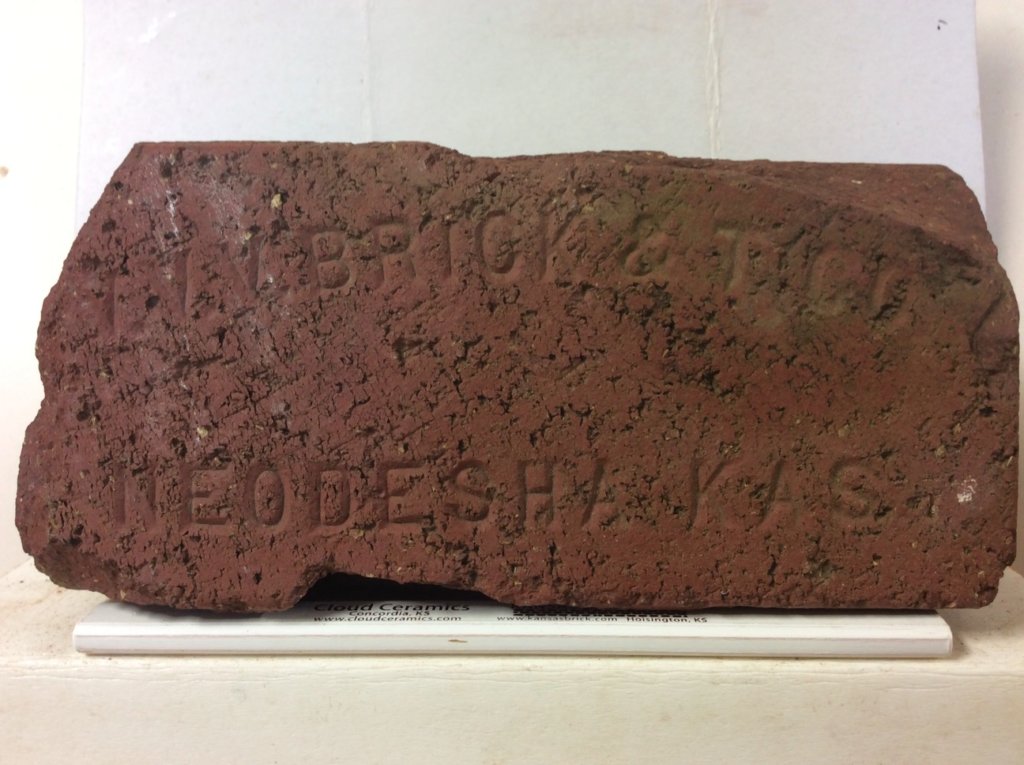 I.V. BRICK & T. CO
NEODESHA KAS.
Cloud Ceramics
Concordia, KS
www.cloudceramics.com www.kansasbrick.com Hoisington, KS